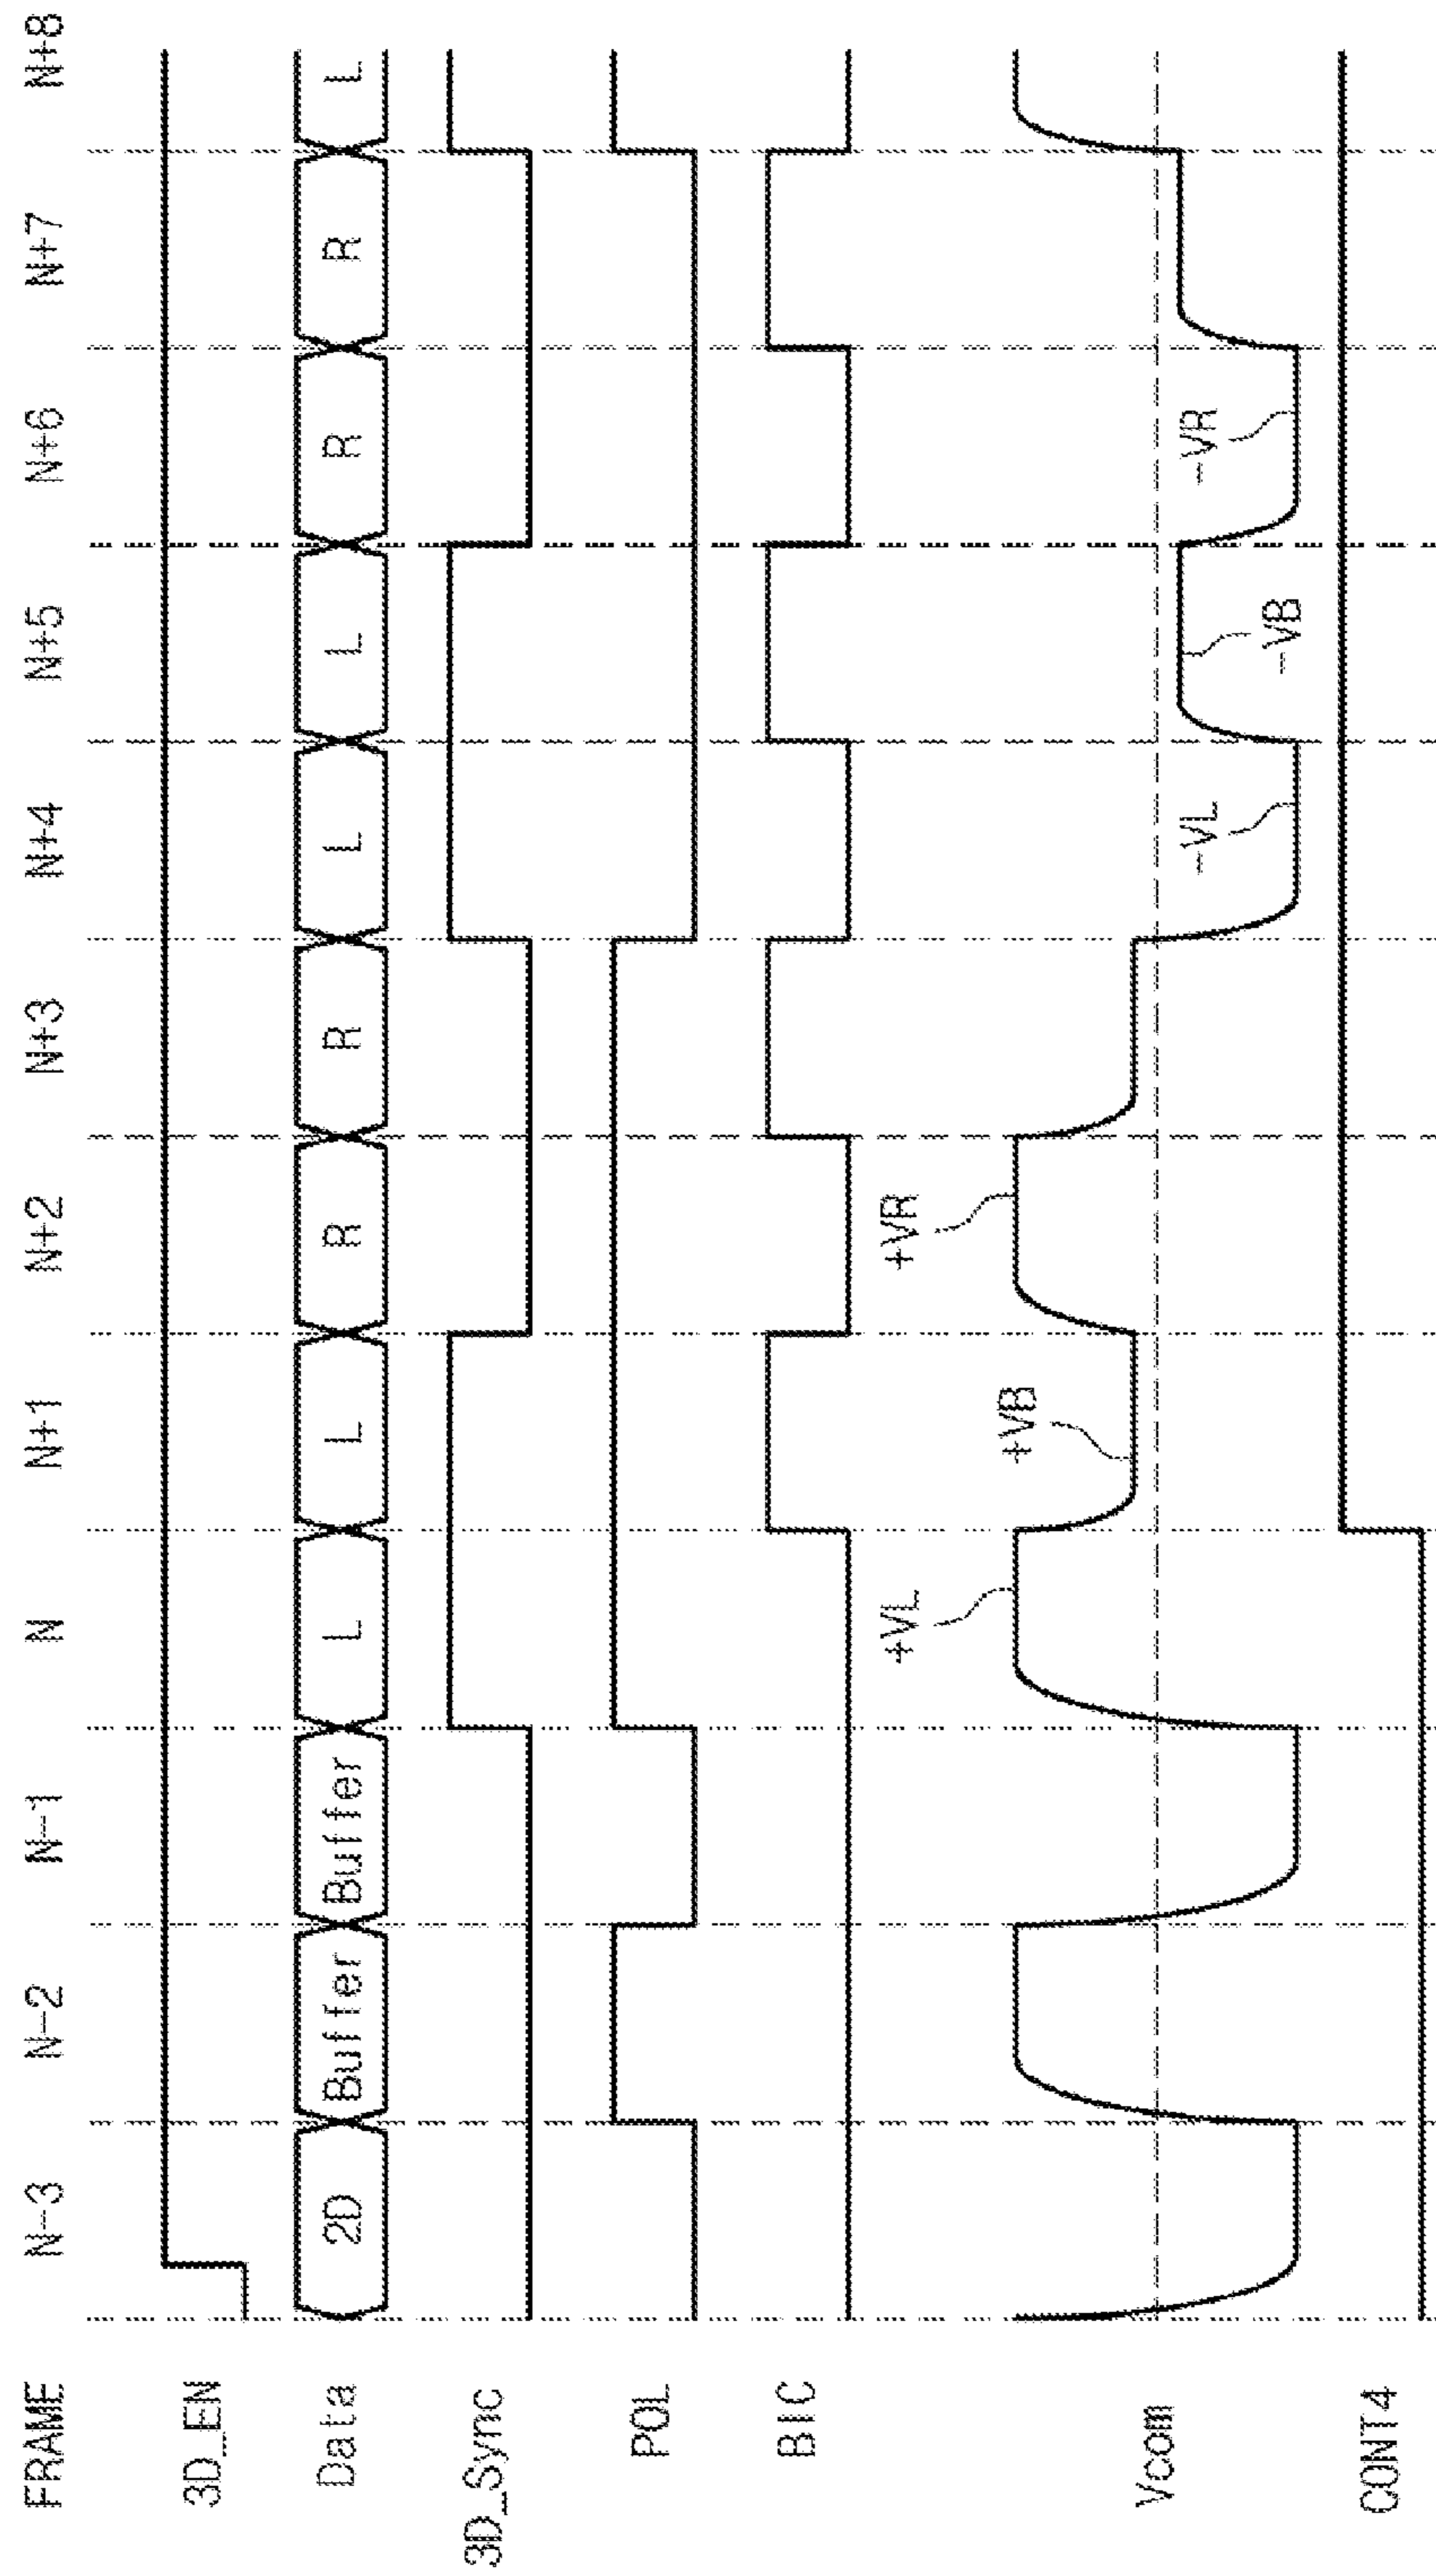 FRAME N-3 N-2 N-1 N N+1 N+2 N+3 N+4 N+5 N+6 N+7 N+8
3D_EN
Data 2D Buffer Buffer L L R R L L R R L
3D_Sync
POL
BIC
+VL +VR
+VB
Vcom
-VL -VR
-VB
CONT4